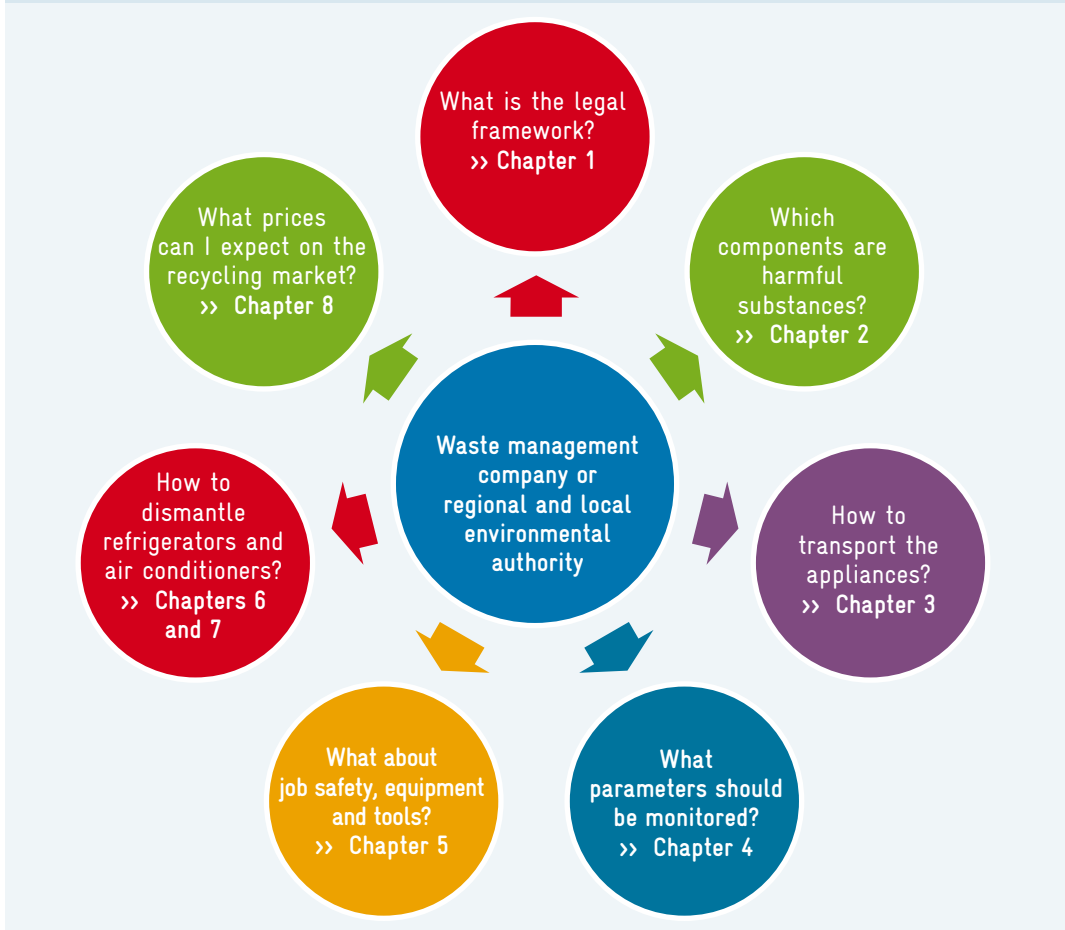 What is the legal
framework?
›› Chapter 1
Which
components are
harmful
substances?
›› Chapter 2
How to
transport the
appliances?
›› Chapter 3
What
parameters should
be monitored?
›› Chapter 4
What about
job safety, equipment
and tools?
›› Chapter 5
How to
dismantle
refrigerators and
air conditioners?
›› Chapters 6
and 7
What prices
can I expect on the
recycling market?
›› Chapter 8
Waste management
company or
regional and local
environmental
authority